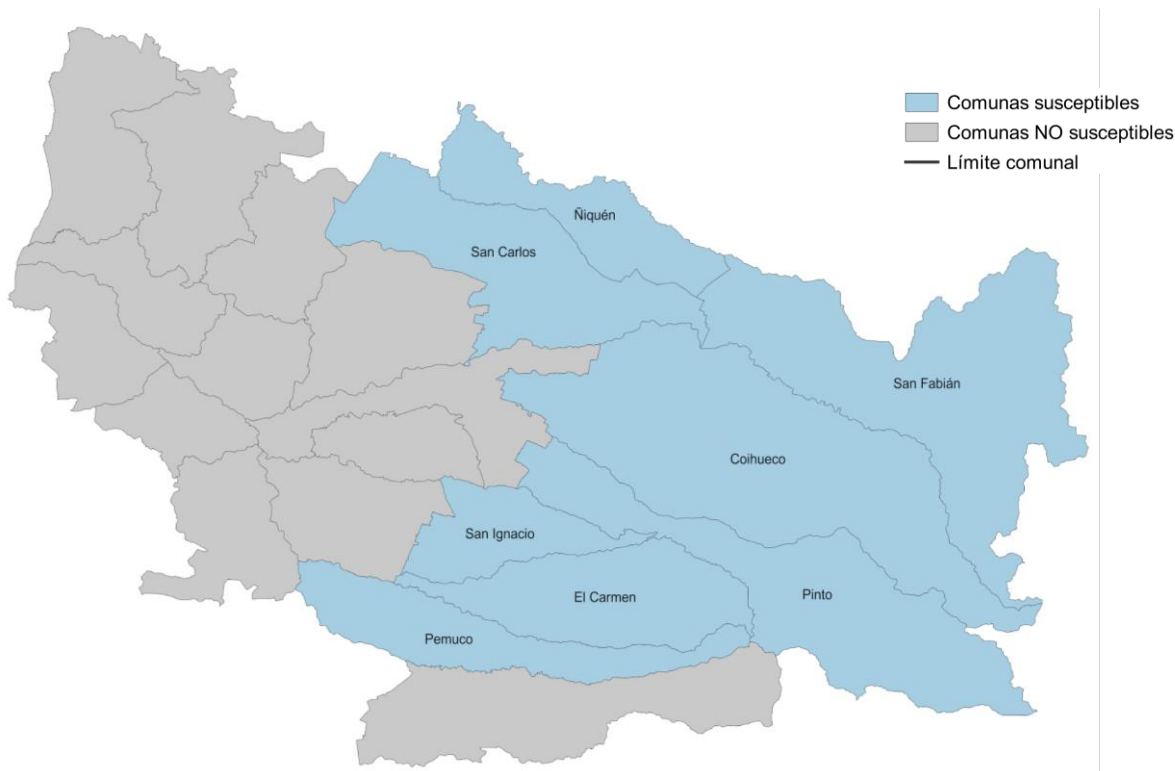 Comunas susceptibles
Comunas NO susceptibles
Límite comunal
Ñiquén
San Carlos
San Fabián
Coihueco
San Ignacio
El Carmen
Pinto
Pemuco